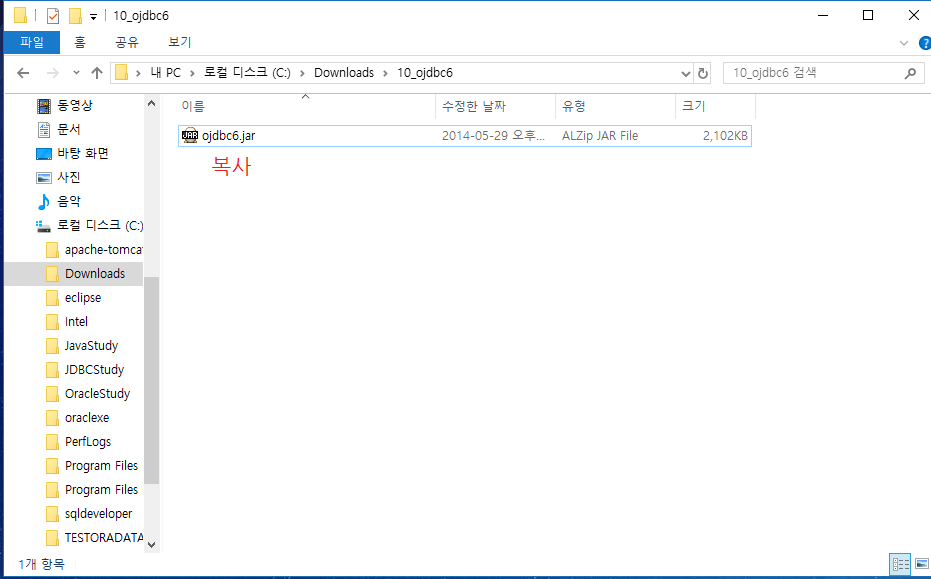 10_ojdbc6
파일 홈 공유 보기
내 PC 로컬 디스크 (C:) Downloads 10_ojdbc6 10_ojdbc6 검색
이름 수정한 날짜 유형 크기
ojdbc6.jar 2014-05-29 오후... ALZip JAR File 2,102KB
복사
동영상
문서
바탕 화면
사진
음악
로컬 디스크 (C:)
apache-tomca
Downloads
eclipse
Intel
JavaStudy
JDBCStudy
OracleStudy
oraclexe
PerfLogs
Program Files
Program Files
sqldeveloper
TESTORADATA
1개 항목